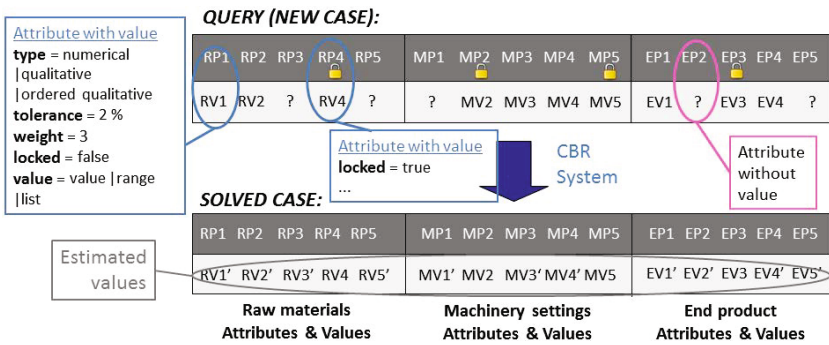 QUERY (NEW CASE):
Attribute with value
type = numerical
|qualitative
|ordered qualitative
tolerance = 2 %
weight = 3
locked = false
value = value |range
|list
RP1 RP2 RP3 RP4 RP5 MP1 MP2 MP3 MP4 MP5 EP1 EP2 EP3 EP4 EP5
RV1 RV2 ? RV4 ? ? MV2 MV3 MV4 MV5 EV1 ? EV3 EV4 ?
Attribute with value
locked = true
...
CBR
System
Attribute
without
value
SOLVED CASE:
RP1 RP2 RP3 RP4 RP5 MP1 MP2 MP3 MP4 MP5 EP1 EP2 EP3 EP4 EP5
Estimated
values
RV1' RV2' RV3' RV4 RV5' MV1' MV2 MV3' MV4' MV5 EV1' EV2' EV3 EV4' EV5'
Raw materials
Attributes & Values
Machinery settings
Attributes & Values
End product
Attributes & Values